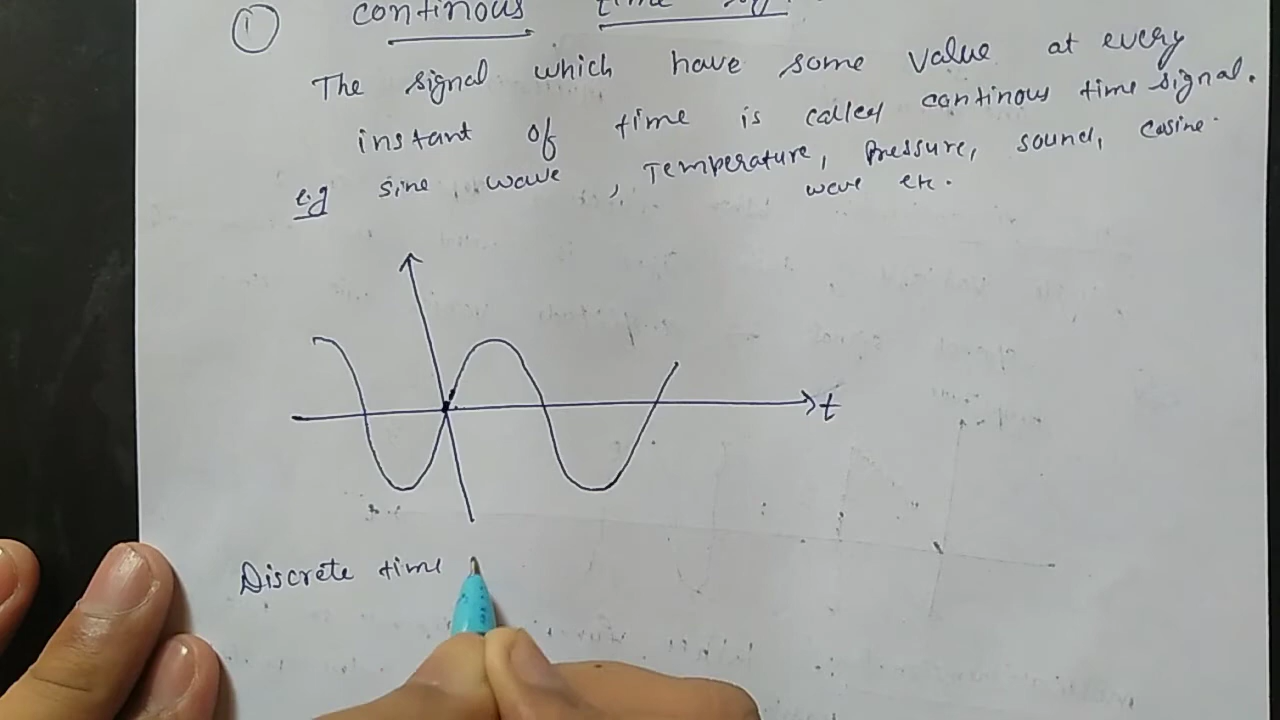 ① continous time
The signal which have some value at every
instant of time is called continous time signal.
e.g sine wave, Temperature, Pressure, sound, Cosine
wave etc.
t
Discrete time